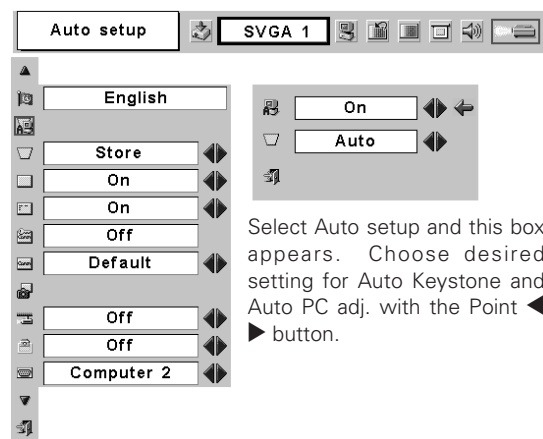 Auto setup
SVGA 1
English
Store
On
On
Off
Default
Off
Off
Computer 2
On
Auto
Select Auto setup and this box
appears. Choose desired
setting for Auto Keystone and
Auto PC adj. with the Point ◀
▶ button.